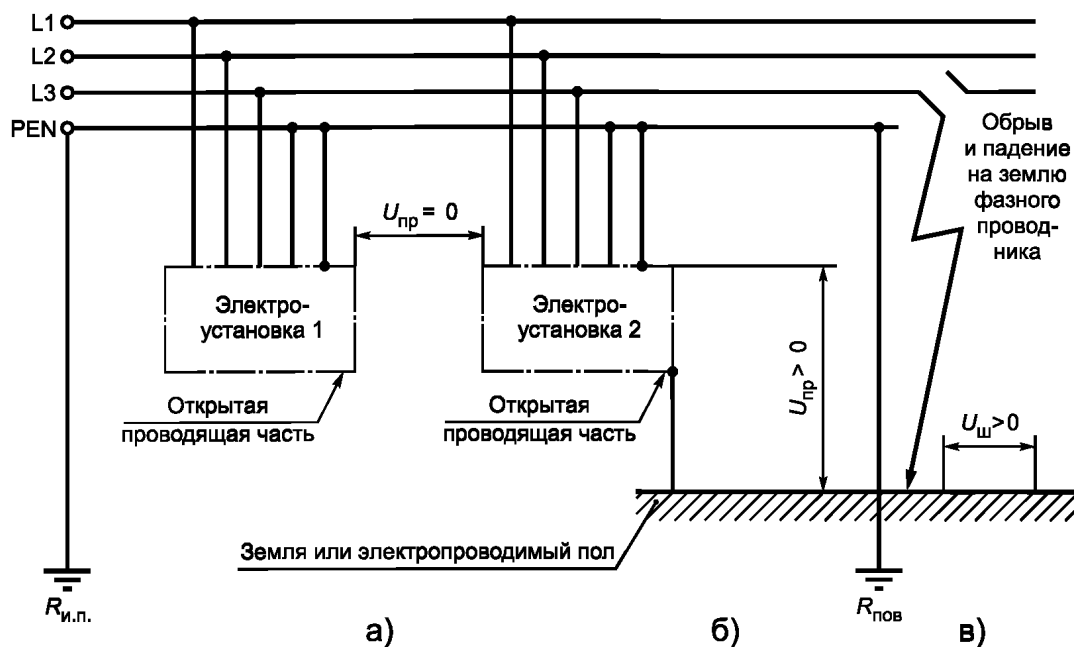 L1
L2
L3
PEN
Обрыв
и падение
на землю
фазного
провод-
ника
Uпр = 0
Электро-
установка 1
Электро-
установка 2
Uпр > 0
Открытая
проводящая часть
Открытая
проводящая часть
Uш>0
Земля или электропроводимый пол
Rи.п.
Rпов
а)
б)
в)